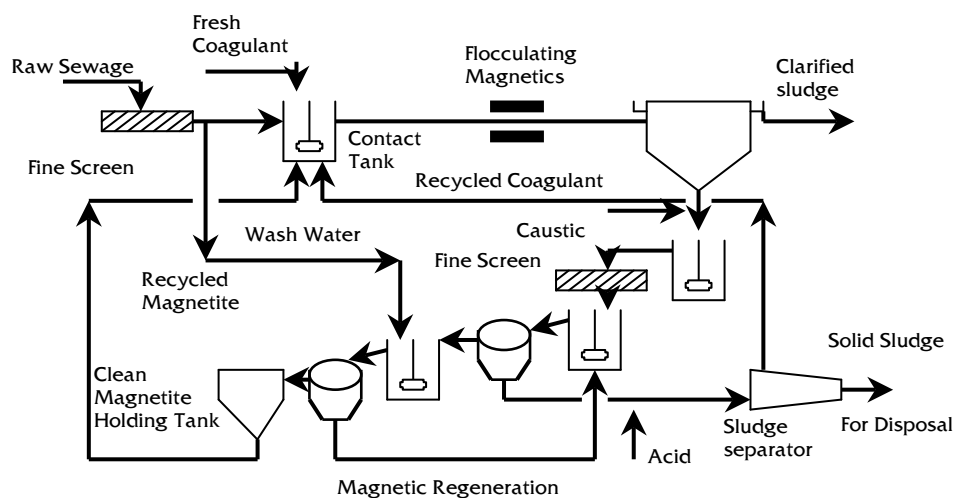 Fresh
Coagulant
Raw Sewage
Flocculating
Magnetics
Clarified
sludge
Contact
Tank
Fine Screen
Recycled Coagulant
Wash Water
Caustic
Fine Screen
Recycled
Magnetite
Solid Sludge
Clean
Magnetite
Holding Tank
Sludge
separator
For Disposal
Acid
Magnetic Regeneration